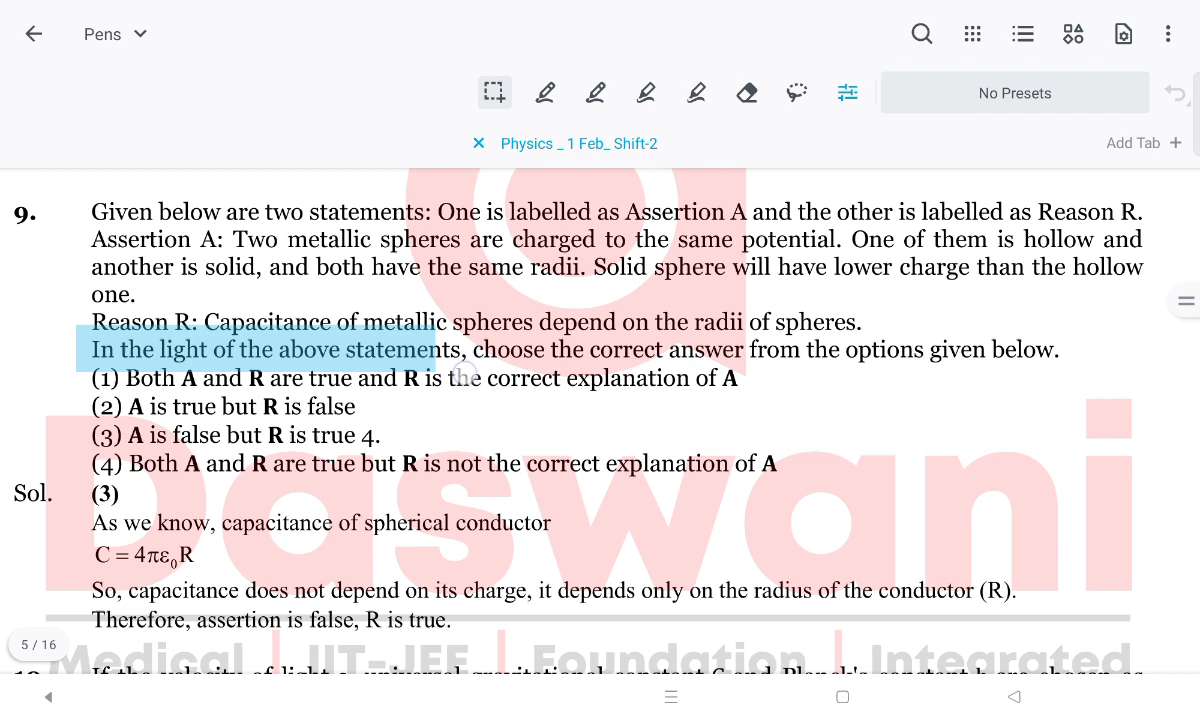 Pens
No Presets
Physics _ 1 Feb_ Shift-2
Add Tab +
9. Given below are two statements: One is labelled as Assertion A and the other is labelled as Reason R.
Assertion A: Two metallic spheres are charged to the same potential. One of them is hollow and
another is solid, and both have the same radii. Solid sphere will have lower charge than the hollow
one.
Reason R: Capacitance of metallic spheres depend on the radii of spheres.
In the light of the above statements, choose the correct answer from the options given below.
(1) Both A and R are true and R is the correct explanation of A
(2) A is true but R is false
(3) A is false but R is true 4.
(4) Both A and R are true but R is not the correct explanation of A
Sol. (3)
As we know, capacitance of spherical conductor
C = 4πε₀R
So, capacitance does not depend on its charge, it depends only on the radius of the conductor (R).
Therefore, assertion is false, R is true.
5 / 16
Daswani
Medical | IIT-JEE | Foundation | Integrated